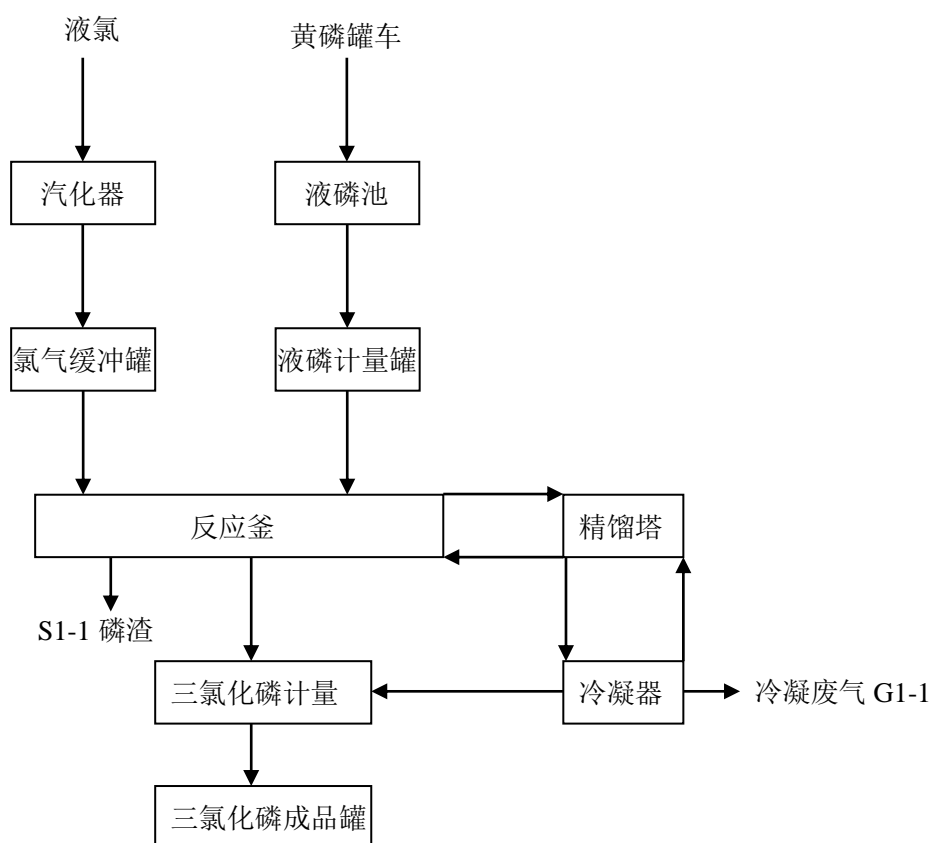 液氯
黄磷罐车
汽化器
液磷池
氯气缓冲罐
液磷计量罐
反应釜
精馏塔
S1-1 磷渣
三氯化磷计量
冷凝器
冷凝废气 G1-1
三氯化磷成品罐